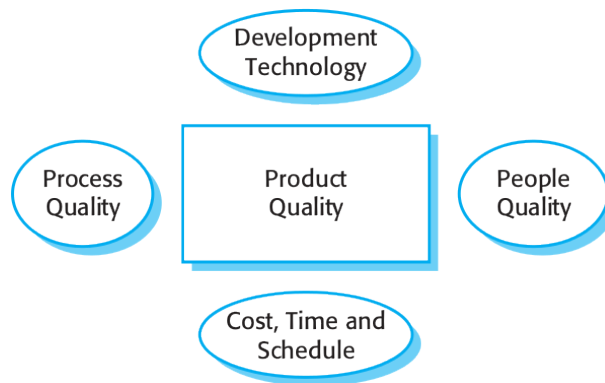 Development
Technology
Process
Quality
Product
Quality
People
Quality
Cost, Time and
Schedule